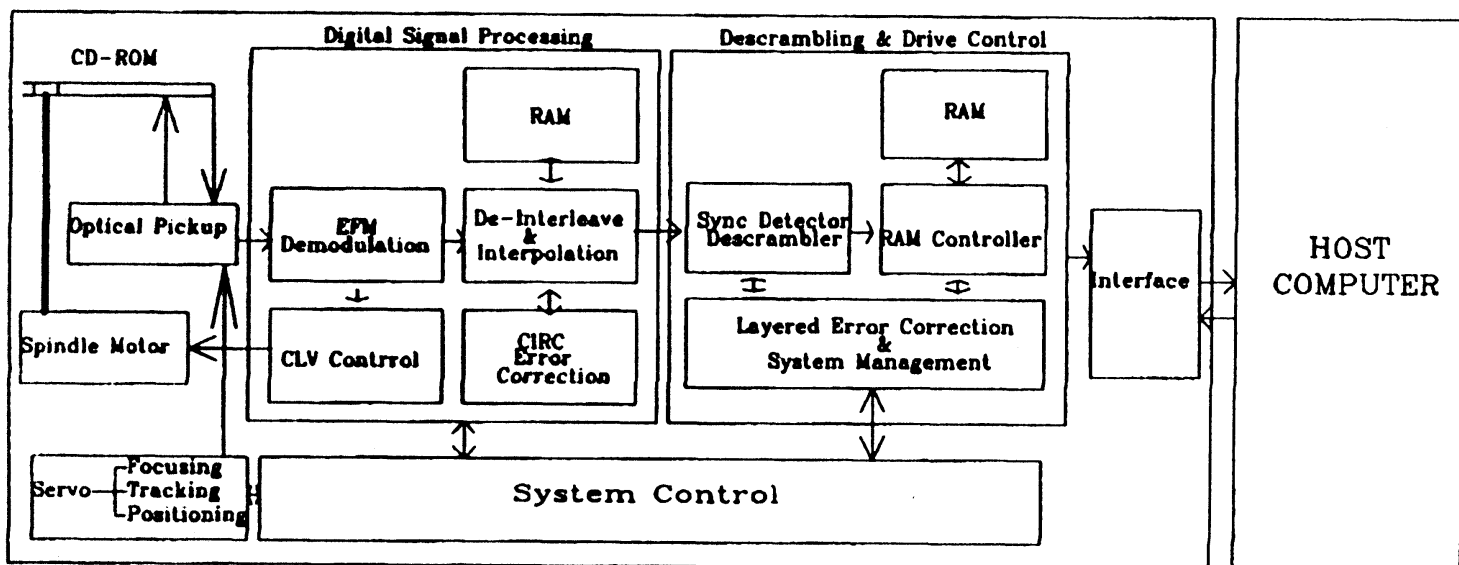 Digital Signal Processing
Descrambling & Drive Control
CD-ROM
RAM
RAM
Optical Pickup
EFM
Demodulation
De-Interleave
&
Interpolation
Sync Detector
Descrambler
RAM Controller
Interface
HOST
COMPUTER
Spindle Motor
CLV Contrrol
CIRC
Error
Correction
Layered Error Correction
&
System Management
Servo
Focusing
Tracking
Positioning
System Control